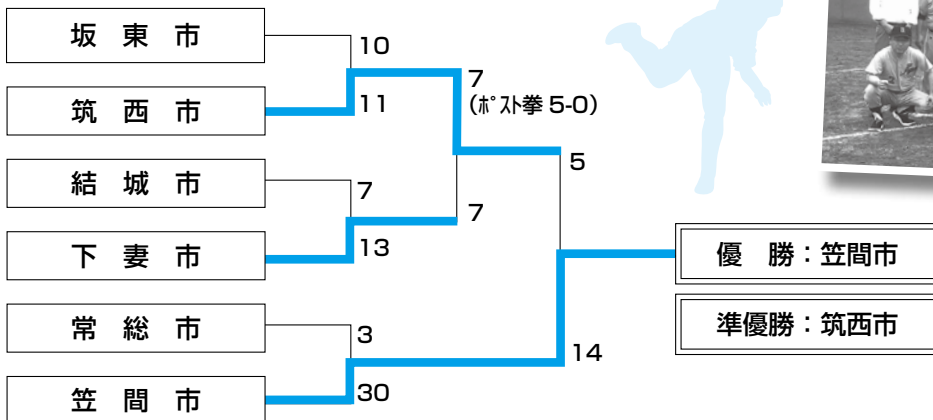 坂東市
10
7
(ポスト拳 5-0)
筑西市
11
5
結城市
7
7
下妻市
13
優　勝：笠間市
準優勝：筑西市
常総市
3
14
笠間市
30